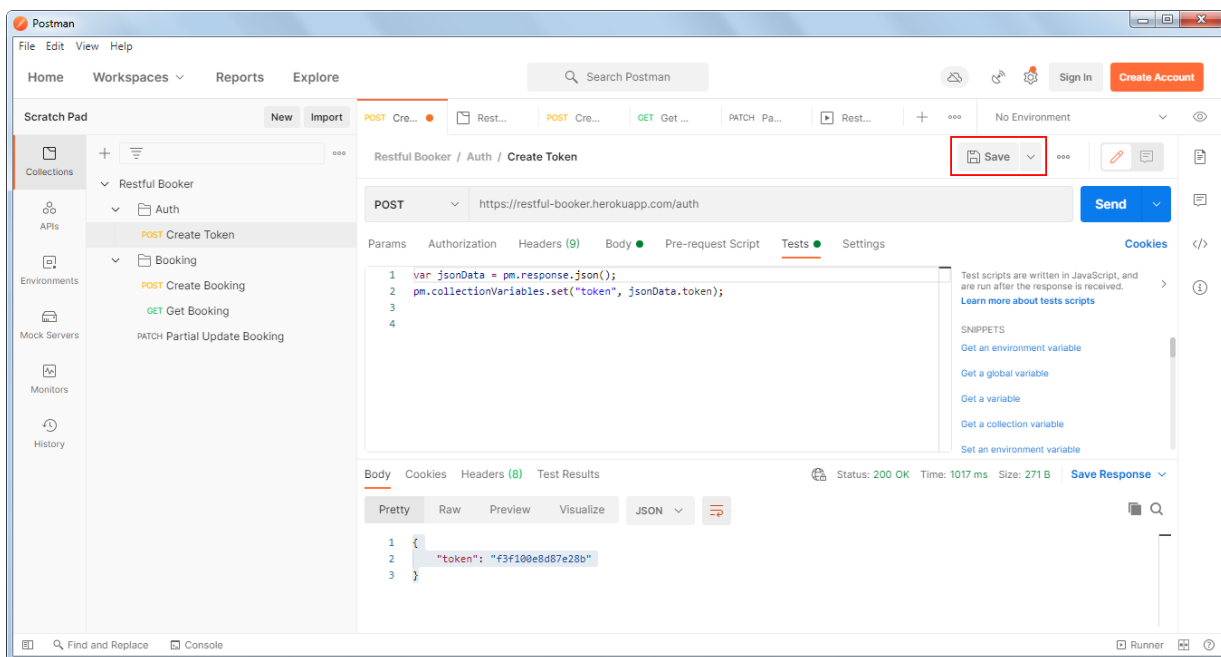 Postman
File Edit View Help
Home Workspaces Reports Explore Search Postman Sign In Create Account
Scratch Pad New Import POST Cre... Rest... POST Cre... GET Get ... PATCH Pa... Rest... No Environment
Restful Booker / Auth / Create Token Save
Collections
Restful Booker
Auth
POST Create Token
Booking
POST Create Booking
GET Get Booking
PATCH Partial Update Booking
APIs
Environments
Mock Servers
Monitors
History
POST https://restful-booker.herokuapp.com/auth Send
Params Authorization Headers (9) Body Pre-request Script Tests Settings Cookies
1 var jsonData = pm.response.json();
2 pm.collectionVariables.set("token", jsonData.token);
3
4
Test scripts are written in JavaScript, and
are run after the response is received.
Learn more about tests scripts
SNIPPETS
Get an environment variable
Get a global variable
Get a variable
Get a collection variable
Set an environment variable
Body Cookies Headers (8) Test Results Status: 200 OK Time: 1017 ms Size: 271 B Save Response
Pretty Raw Preview Visualize JSON
1 {
2 "token": "f3f100e8d87e28b"
3 }
Find and Replace Console Runner